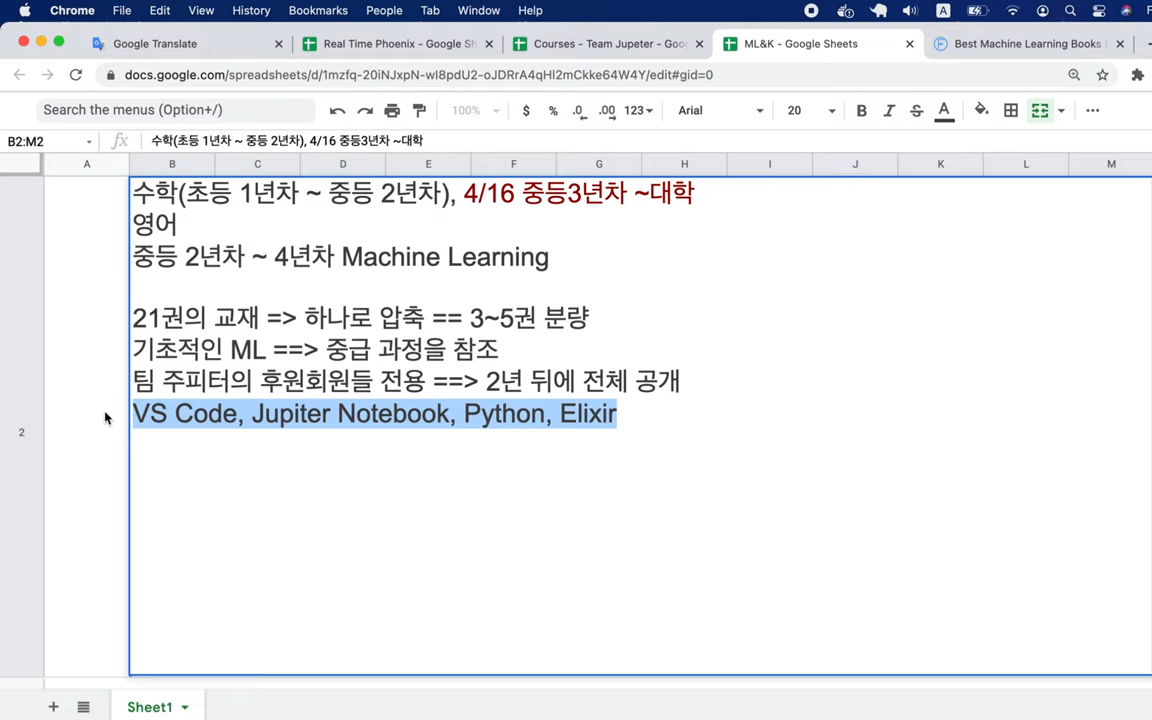 Chrome File Edit View History Bookmarks People Tab Window Help
Google Translate
Real Time Phoenix - Google Sh
Courses - Team Jupeter - Goog
ML&K - Google Sheets
Best Machine Learning Books
docs.google.com/spreadsheets/d/1mzfq-20iNJxpN-wI8pdU2-oJDRrA4qHI2mCkke64W4Y/edit#gid=0
Search the menus (Option+/) 100% $ % .0 .00 123 Arial 20 B I S A
B2:M2 fx 수학(초등 1년차 ~ 중등 2년차), 4/16 중등3년차 ~대학
A B C D E F G H I J K L M
수학(초등 1년차 ~ 중등 2년차), 4/16 중등3년차 ~대학
영어
중등 2년차 ~ 4년차 Machine Learning
21권의 교재 => 하나로 압축 == 3~5권 분량
기초적인 ML ==> 중급 과정을 참조
팀 주피터의 후원회원들 전용 ==> 2년 뒤에 전체 공개
VS Code, Jupiter Notebook, Python, Elixir
2
Sheet1